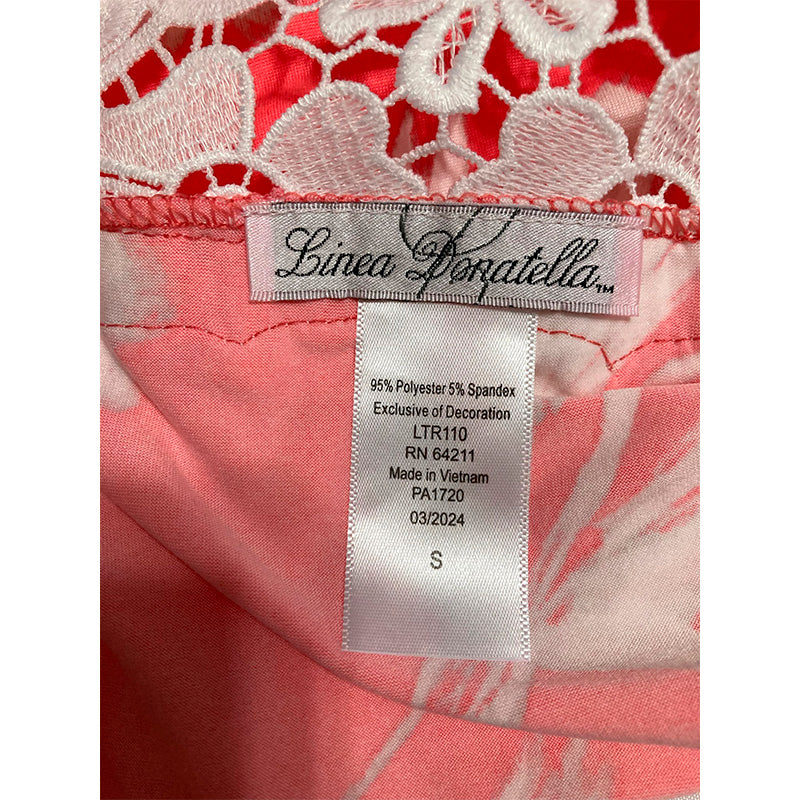 Linea Donatella™
95% Polyester 5% Spandex
Exclusive of Decoration
LTR110
RN 64211
Made in Vietnam
PA1720
03/2024
S